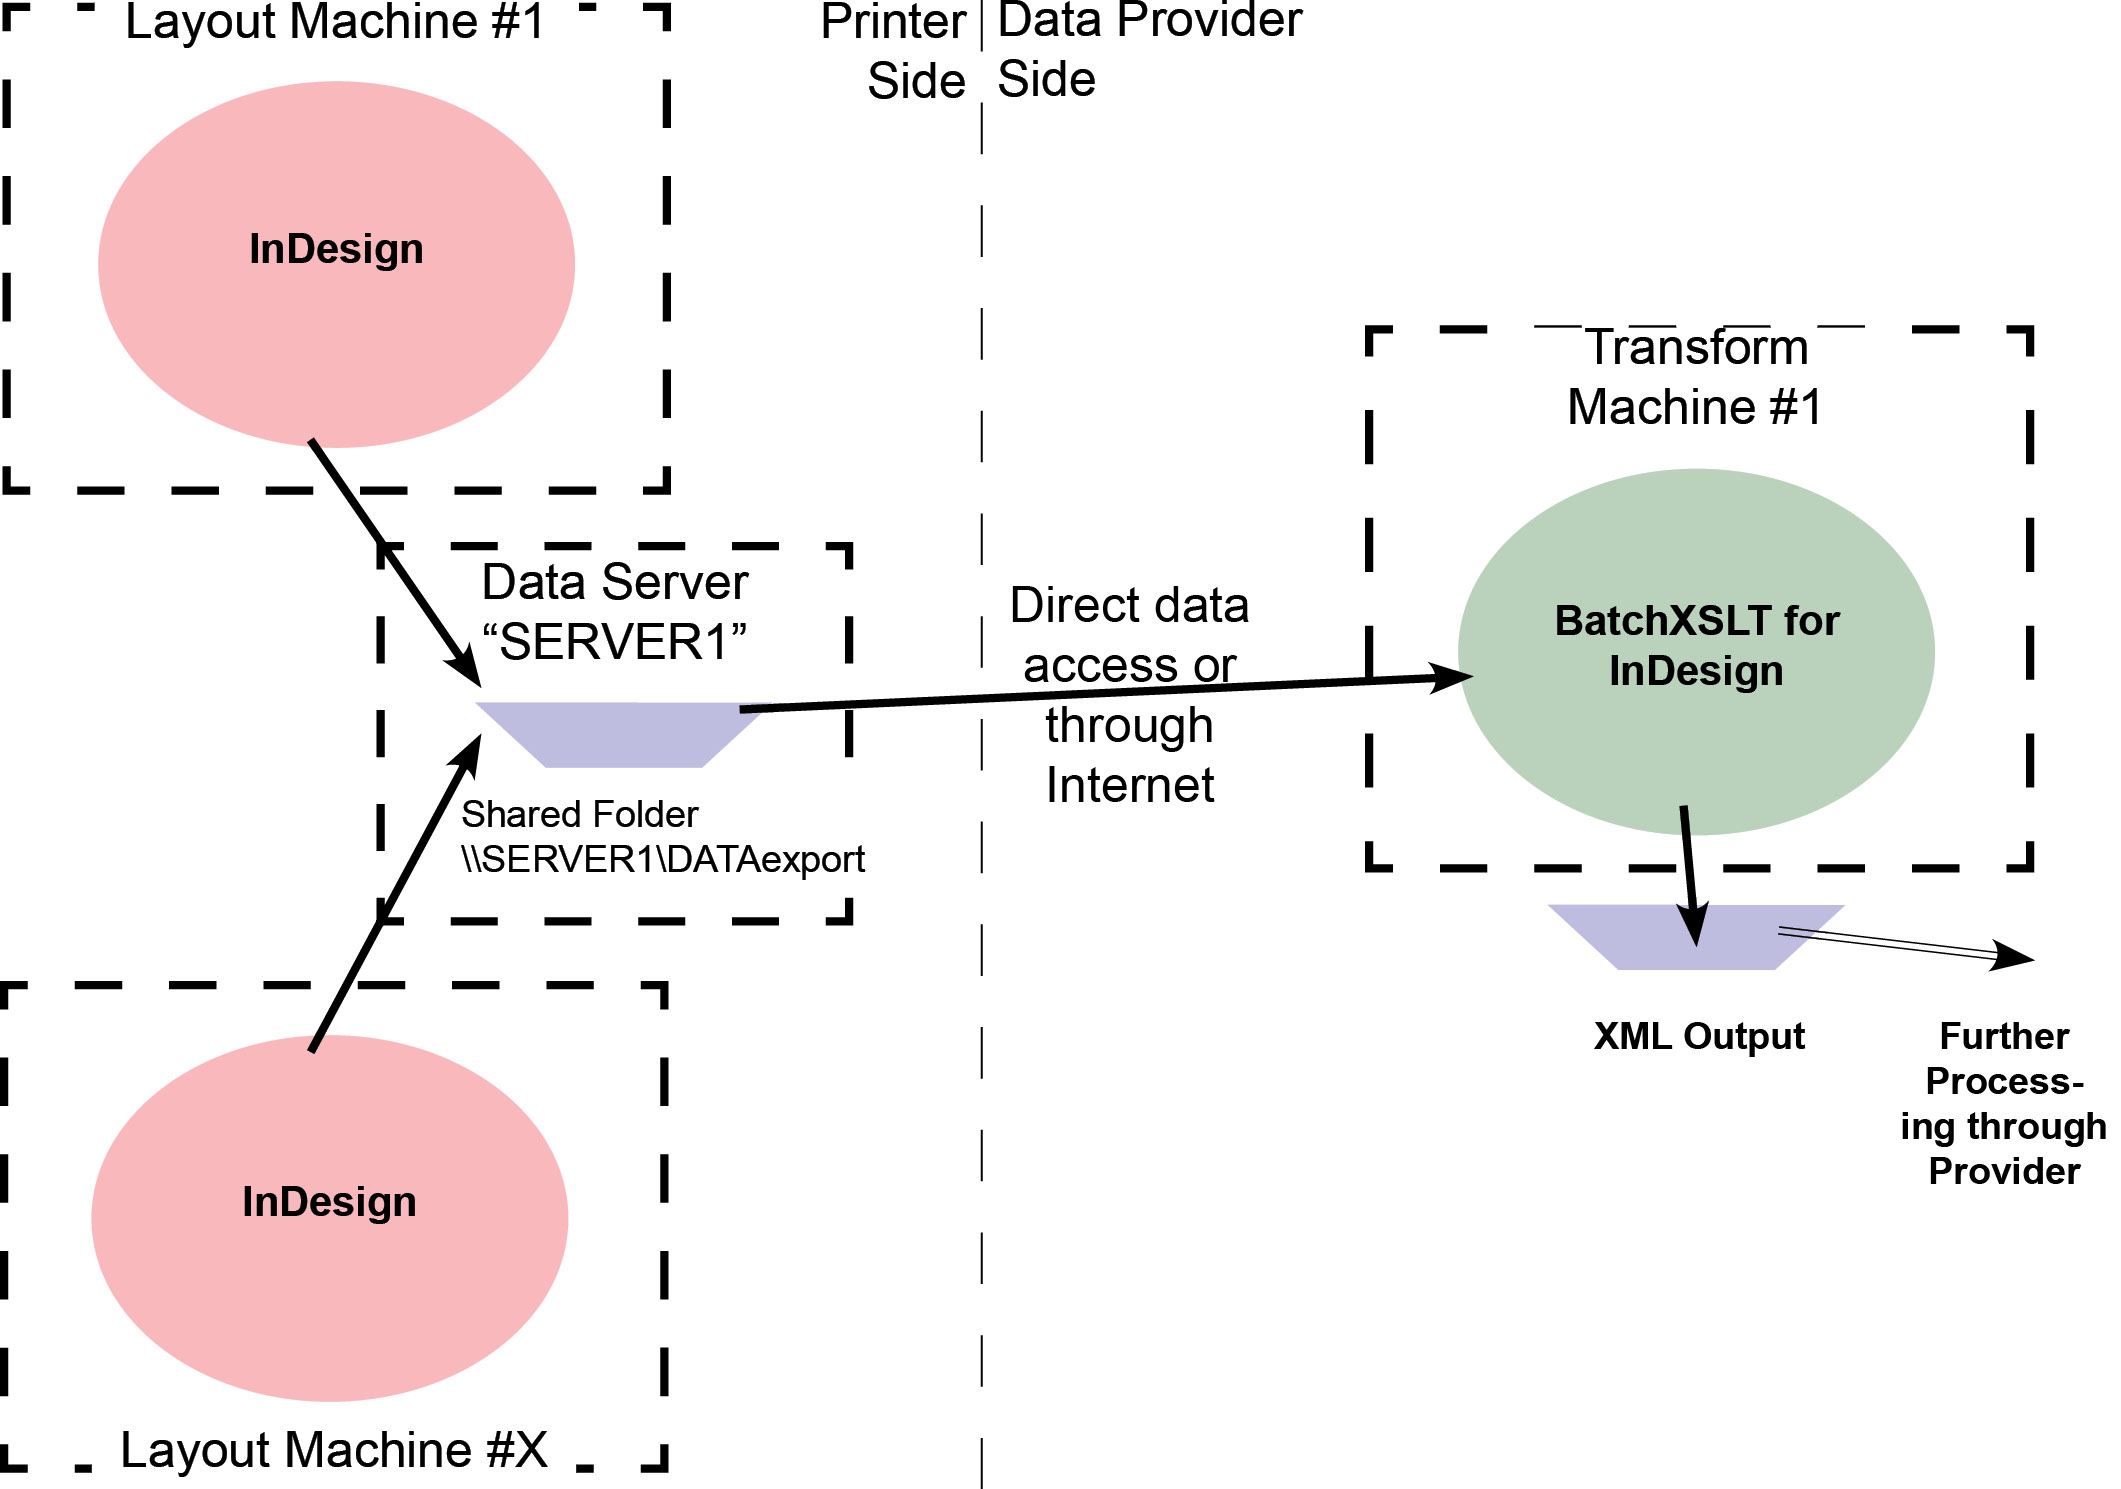 Layout Machine #1
Printer
Side
Data Provider
Side
InDesign
Transform
Machine #1
Data Server
“SERVER1”
Direct data
access or
through
Internet
BatchXSLT for
InDesign
Shared Folder
\\SERVER1\DATAexport
XML Output
Further
Process-
ing through
Provider
InDesign
Layout Machine #X